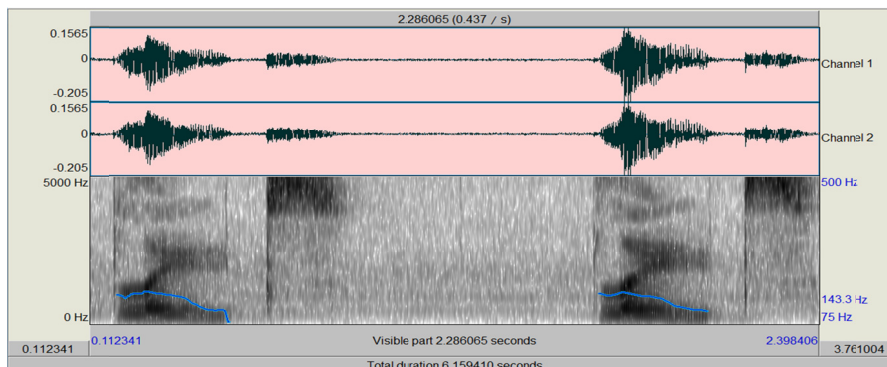 2.286065 (0.437 / s)
0.1565
0
-0.205
Channel 1
0.1565
0
-0.205
Channel 2
5000 Hz
500 Hz
143.3 Hz
0 Hz
75 Hz
0.112341
Visible part 2.286065 seconds
2.398406
0.112341
3.761004
Total duration 6.159410 seconds